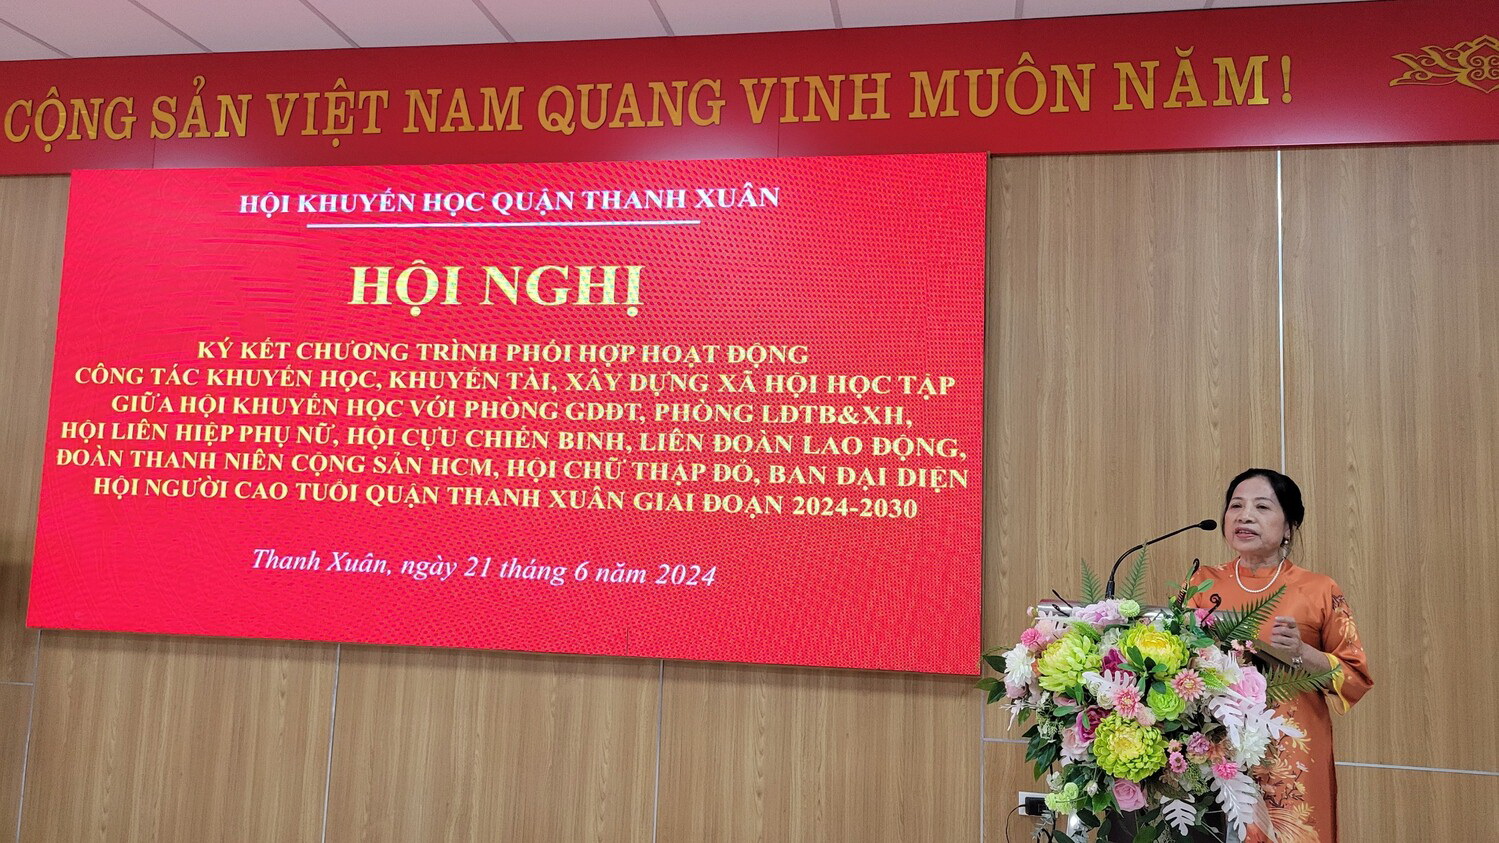 CỘNG SẢN VIỆT NAM QUANG VINH MUÔN NĂM!
HỘI KHUYẾN HỌC QUẬN THANH XUÂN
HỘI NGHỊ
KÝ KẾT CHƯƠNG TRÌNH PHỐI HỢP HOẠT ĐỘNG
CÔNG TÁC KHUYẾN HỌC, KHUYẾN TÀI, XÂY DỰNG XÃ HỘI HỌC TẬP
GIỮA HỘI KHUYẾN HỌC VỚI PHÒNG GDĐT, PHÒNG LĐTB&XH,
HỘI LIÊN HIỆP PHỤ NỮ, HỘI CỰU CHIẾN BINH, LIÊN ĐOÀN LAO ĐỘNG,
ĐOÀN THANH NIÊN CỘNG SẢN HCM, HỘI CHỮ THẬP ĐỎ, BAN ĐẠI DIỆN
HỘI NGƯỜI CAO TUỔI QUẬN THANH XUÂN GIAI ĐOẠN 2024-2030
Thanh Xuân, ngày 21 tháng 6 năm 2024